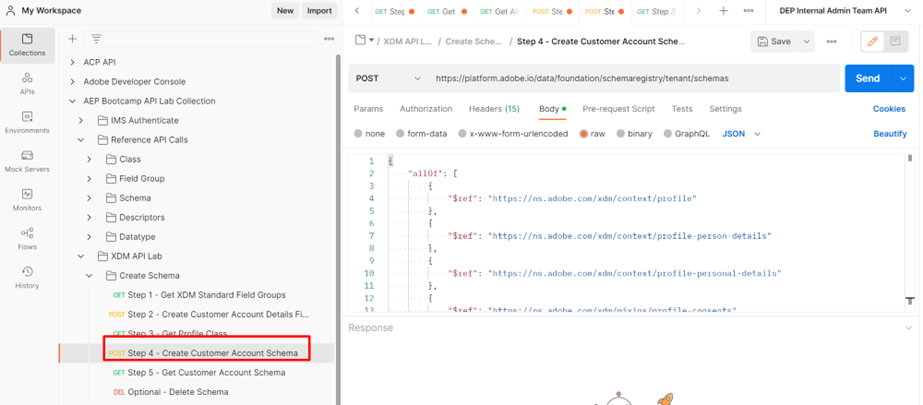 My Workspace
New
Import
Collections
APIs
Environments
Mock Servers
Monitors
Flows
History
ACP API
Adobe Developer Console
AEP Bootcamp API Lab Collection
IMS Authenticate
Reference API Calls
Class
Field Group
Schema
Descriptors
Datatype
XDM API Lab
Create Schema
GET Step 1 - Get XDM Standard Field Groups
POST Step 2 - Create Customer Account Details Fi...
GET Step 3 - Get Profile Class
POST Step 4 - Create Customer Account Schema
GET Step 5 - Get Customer Account Schema
DEL Optional - Delete Schema
GET Step
GET Get
GET Get A
POST Step
POST Step
GET Step 3
DEP Internal Admin Team API
/ XDM API L... / Create Sche... / Step 4 - Create Customer Account Sche...
Save
POST
https://platform.adobe.io/data/foundation/schemaregistry/tenant/schemas
Send
Params
Authorization
Headers (15)
Body
Pre-request Script
Tests
Settings
Cookies
none
form-data
x-www-form-urlencoded
raw
binary
GraphQL
JSON
Beautify
1 {
2 "allOf": [
3 {
4 "$ref": "https://ns.adobe.com/xdm/context/profile"
5 },
6 {
7 "$ref": "https://ns.adobe.com/xdm/context/profile-person-details"
8 },
9 {
10 "$ref": "https://ns.adobe.com/xdm/context/profile-personal-details"
11 },
12 {
13 "$ref": "https://ns.adobe.com/xdm/mixins/profile-consents"
Response